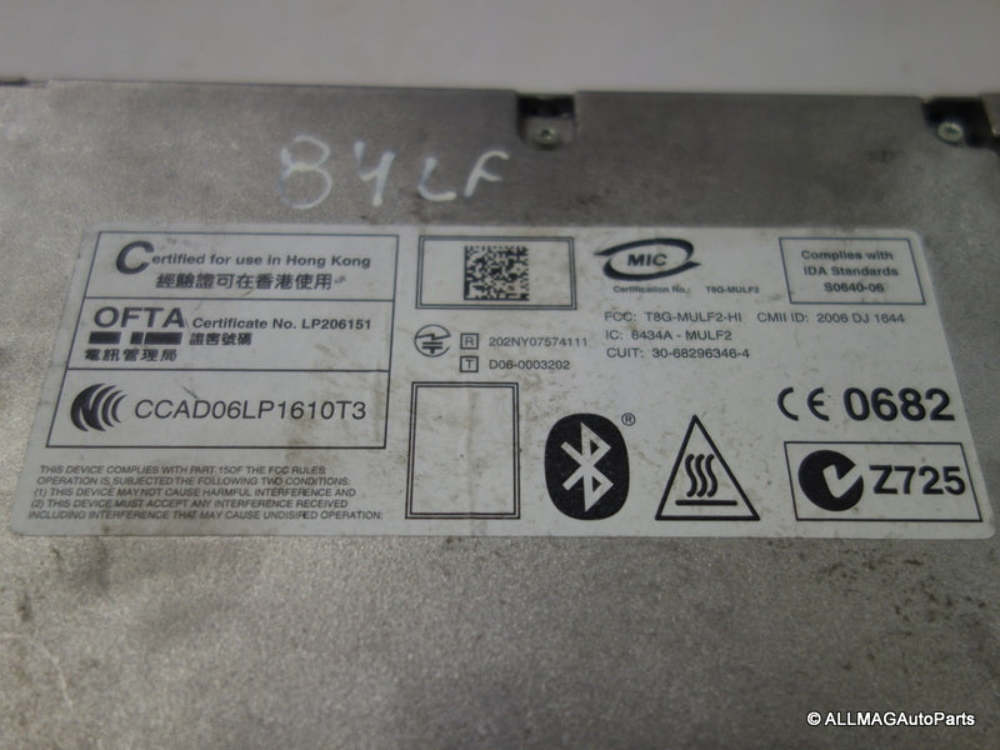 84LF
Certified for use in Hong Kong
經驗證可在香港使用
OFTA Certificate No. LP206151
電訊管理局 證書號碼
CCAD06LP1610T3
THIS DEVICE COMPLIES WITH PART 15OF THE FCC RULES
OPERATION IS SUBJECTED THE FOLLOWING TWO CONDITIONS:
(1) THIS DEVICE MAY NOT CAUSE HARMFUL INTERFERENCE AND
(2) THIS DEVICE MUST ACCEPT ANY INTERFERENCE RECEIVED
INCLUDING INTERFERENCE THAT MAY CAUSE UNDISIRED OPERATION:
R 202NY07574111
T D06-0003202
MIC
Certification No.: T8G-MULF2
FCC: T8G-MULF2-HI CMII ID: 2006 DJ 1644
IC: 6434A - MULF2
CUIT: 30-68296346-4
Complies with
IDA Standards
S0640-06
®
CE 0682
Z725
© ALLMAGAutoParts